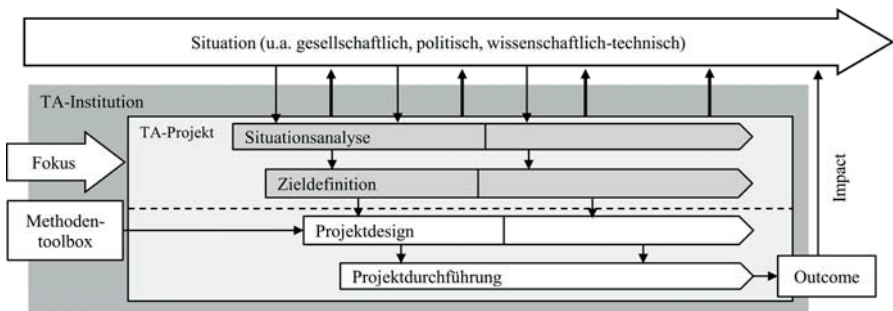 Situation (u.a. gesellschaftlich, politisch, wissenschaftlich-technisch)
TA-Institution
TA-Projekt
Situationsanalyse
Fokus
Zieldefinition
Impact
Methoden-
toolbox
Projektdesign
Projektdurchführung
Outcome